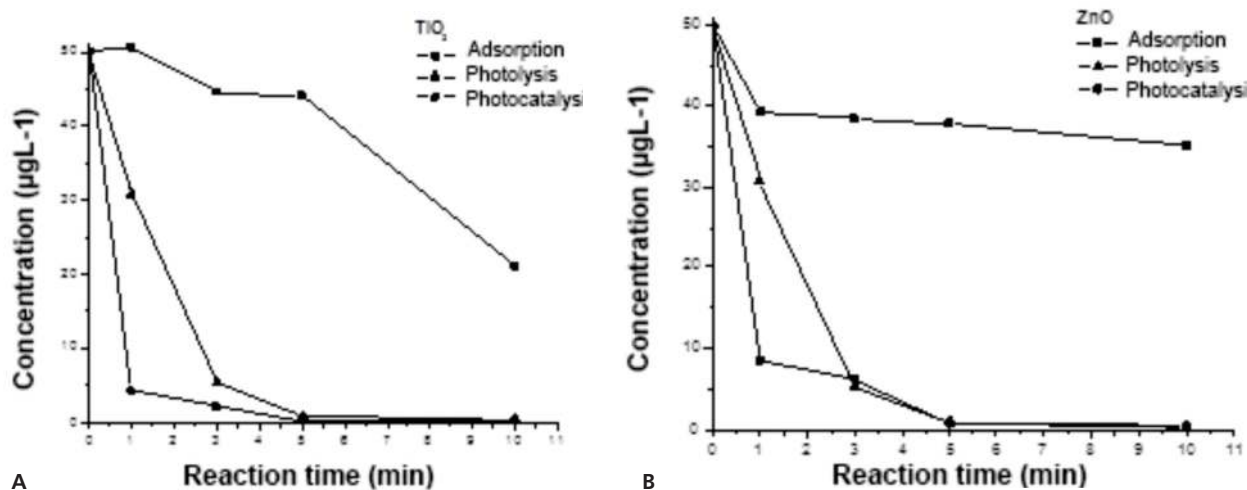 TiO2
Adsorption
Photolysis
Photocatalysi
50
40
30
20
10
0
Concentration (µgL-1)
0 1 2 3 4 5 6 7 8 9 10 11
Reaction time (min)
A
ZnO
Adsorption
Photolysis
Photocatalysi
50
40
30
20
10
0
Concentration (µgL-1)
0 1 2 3 4 5 6 7 8 9 10 11
Reaction time (min)
B